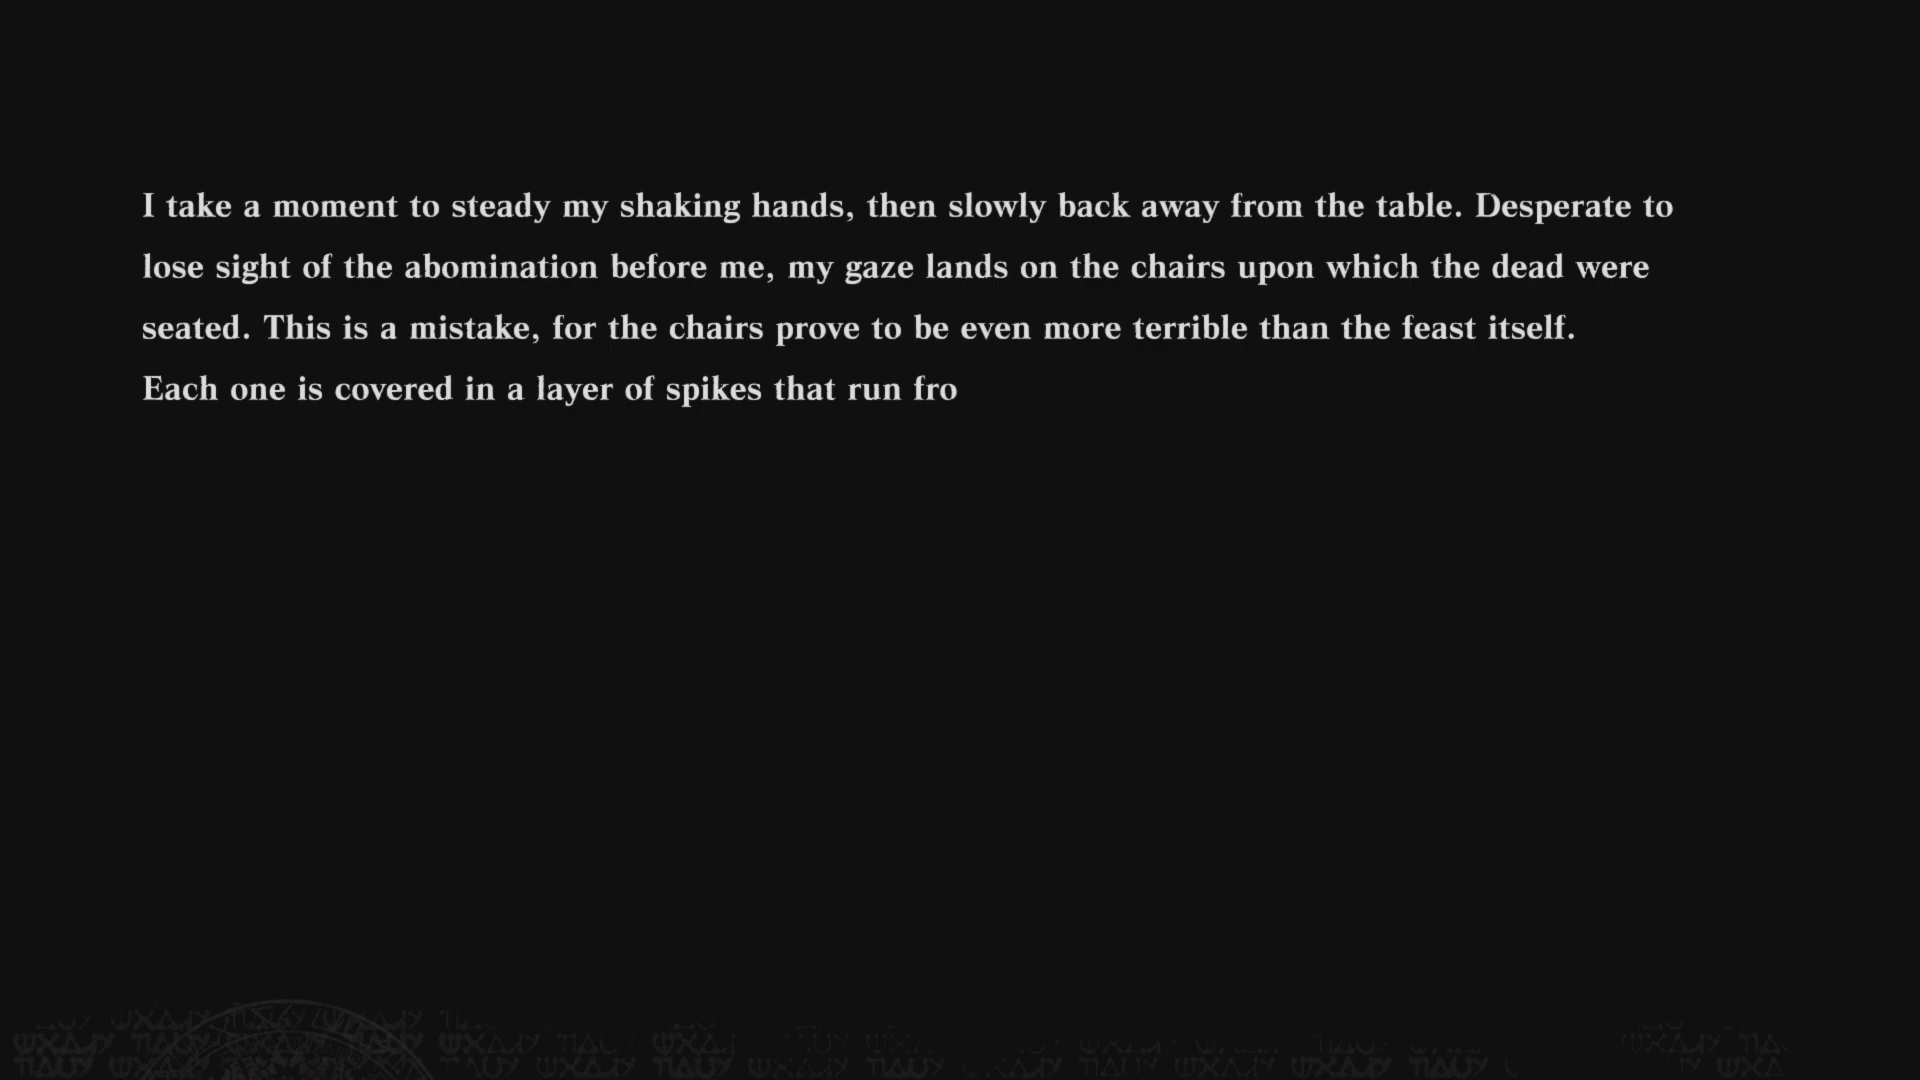 I take a moment to steady my shaking hands, then slowly back away from the table. Desperate to
lose sight of the abomination before me, my gaze lands on the chairs upon which the dead were
seated. This is a mistake, for the chairs prove to be even more terrible than the feast itself.
Each one is covered in a layer of spikes that run fro